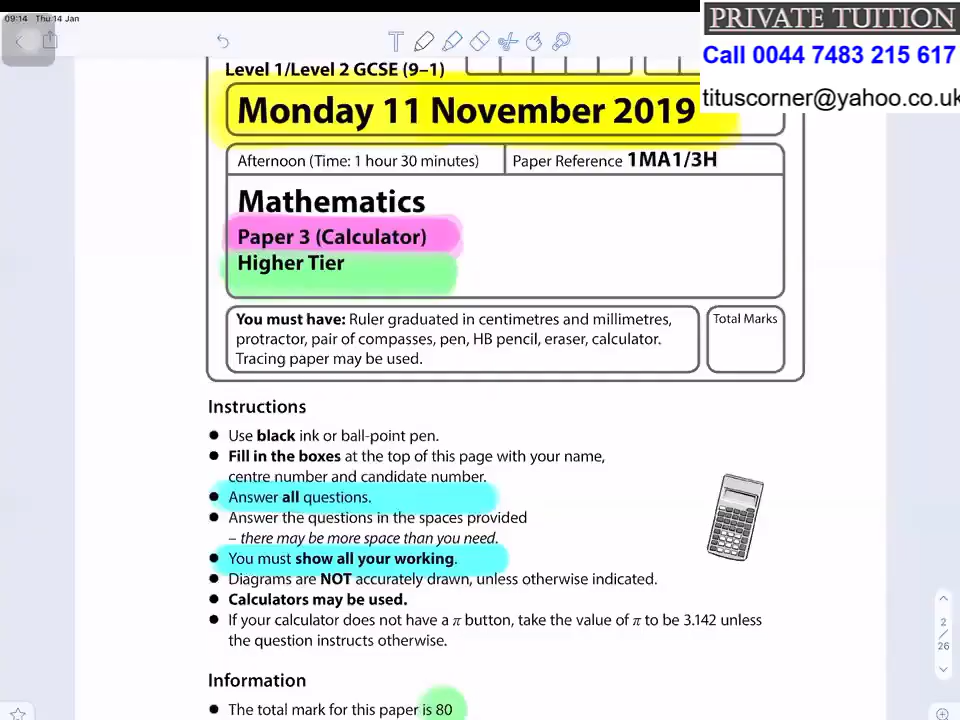 09:14 Thu 14 Jan
PRIVATE TUITION
Call 0044 7483 215 617
tituscorner@yahoo.co.uk
Level 1/Level 2 GCSE (9–1)
Monday 11 November 2019
Afternoon (Time: 1 hour 30 minutes)
Paper Reference 1MA1/3H
Mathematics
Paper 3 (Calculator)
Higher Tier
You must have: Ruler graduated in centimetres and millimetres,
protractor, pair of compasses, pen, HB pencil, eraser, calculator.
Tracing paper may be used.
Total Marks
Instructions
● Use black ink or ball-point pen.
● Fill in the boxes at the top of this page with your name,
centre number and candidate number.
● Answer all questions.
● Answer the questions in the spaces provided
– there may be more space than you need.
● You must show all your working.
● Diagrams are NOT accurately drawn, unless otherwise indicated.
● Calculators may be used.
● If your calculator does not have a π button, take the value of π to be 3.142 unless
the question instructs otherwise.
Information
● The total mark for this paper is 80
2
/
26